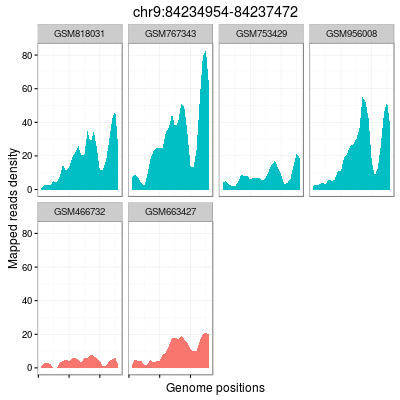 chr9:84234954-84237472
GSM818031 GSM767343 GSM753429 GSM956008
80
60
40
20
0
GSM466732 GSM663427
80
60
40
20
0
Mapped reads density
Genome positions